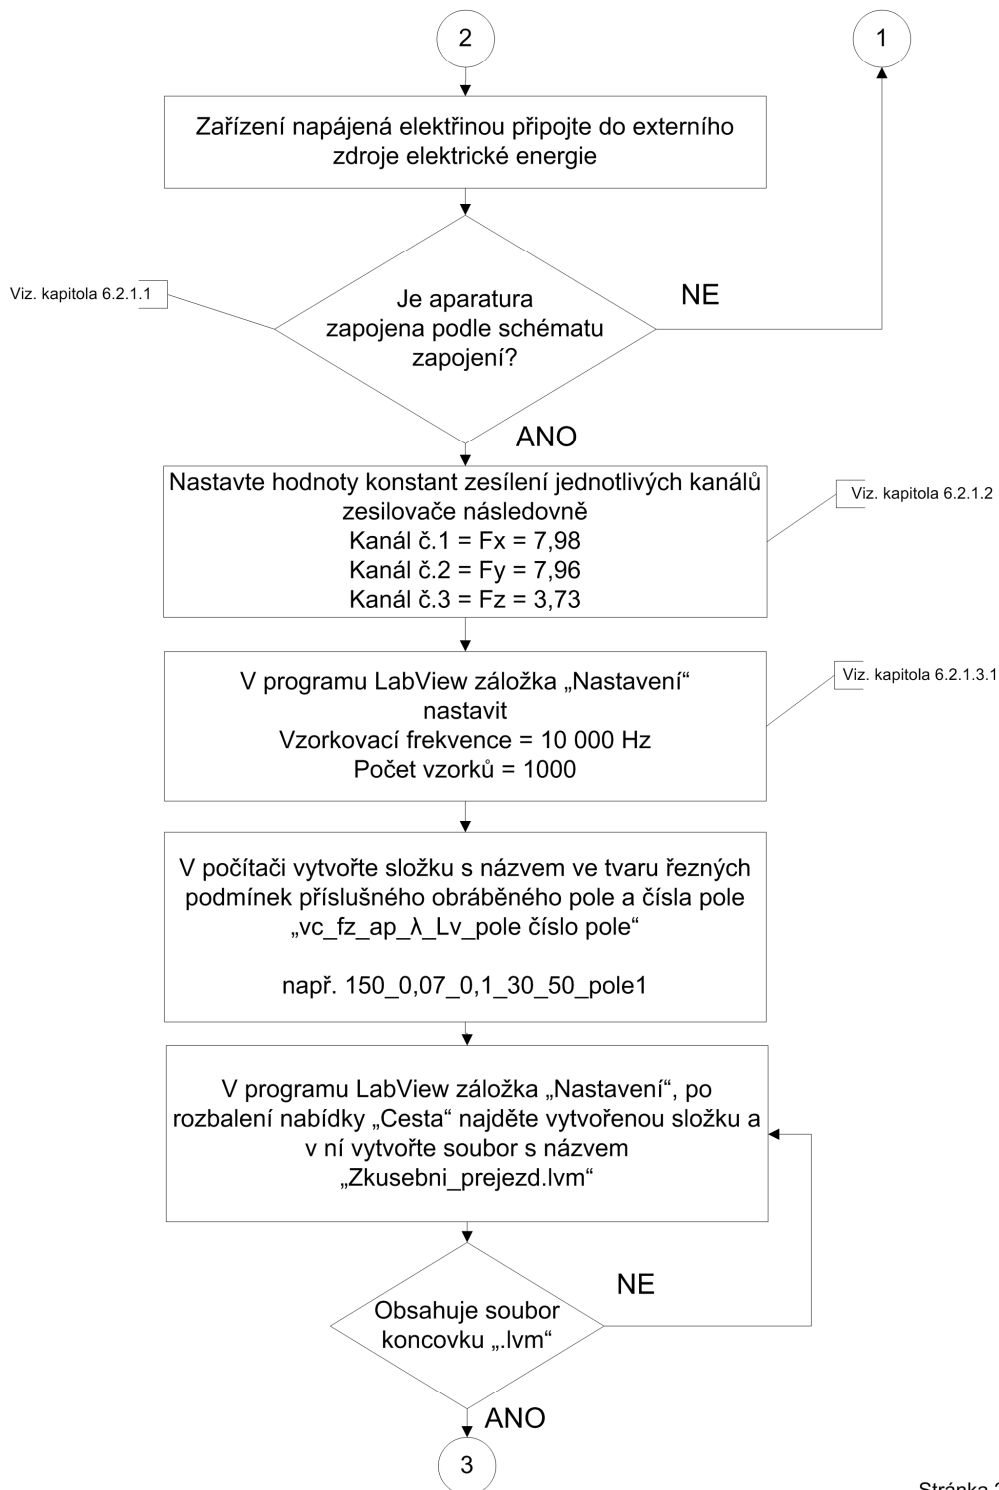 2
1
Zařízení napájená elektřinou připojte do externího
zdroje elektrické energie
Viz. kapitola 6.2.1.1
Je aparatura
zapojena podle schématu
zapojení?
NE
ANO
Nastavte hodnoty konstant zesílení jednotlivých kanálů
zesilovače následovně
Kanál č.1 = Fx = 7,98
Kanál č.2 = Fy = 7,96
Kanál č.3 = Fz = 3,73
Viz. kapitola 6.2.1.2
V programu LabView záložka „Nastavení“
nastavit
Vzorkovací frekvence = 10 000 Hz
Počet vzorků = 1000
Viz. kapitola 6.2.1.3.1
V počítači vytvořte složku s názvem ve tvaru řezných
podmínek příslušného obráběného pole a čísla pole
„vc_fz_ap_λ_Lv_pole číslo pole“
např. 150_0,07_0,1_30_50_pole1
V programu LabView záložka „Nastavení“, po
rozbalení nabídky „Cesta“ najděte vytvořenou složku a
v ní vytvořte soubor s názvem
„Zkusebni_prejezd.lvm“
Obsahuje soubor
koncovku „.lvm“
NE
ANO
3
Stránka